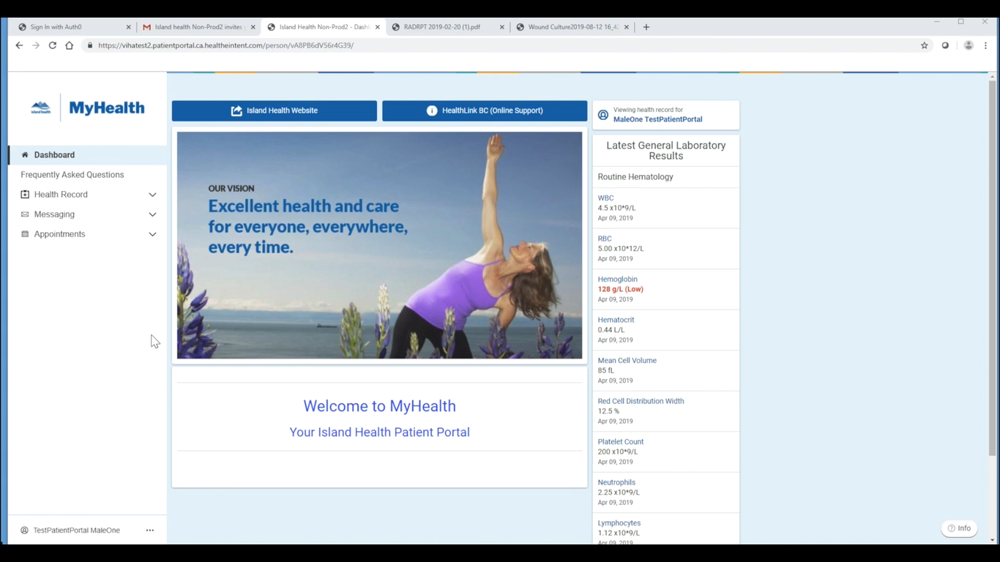 Sign In with Auth0
Island health Non-Prod2 invites
Island Health Non-Prod2 - Dash
RADRPT 2019-02-20 (1).pdf
Wound Culture2019-08-12 16_4
https://vihatest2.patientportal.ca.healtheintent.com/person/vA8PB6dV56r4G39/
island health
MyHealth
Dashboard
Frequently Asked Questions
Health Record
Messaging
Appointments
TestPatientPortal MaleOne
Island Health Website
HealthLink BC (Online Support)
OUR VISION
Excellent health and care
for everyone, everywhere,
every time.
Welcome to MyHealth
Your Island Health Patient Portal
Viewing health record for
MaleOne TestPatientPortal
Latest General Laboratory
Results
Routine Hematology
WBC
4.5 x10*9/L
Apr 09, 2019
RBC
5.00 x10*12/L
Apr 09, 2019
Hemoglobin
128 g/L (Low)
Apr 09, 2019
Hematocrit
0.44 L/L
Apr 09, 2019
Mean Cell Volume
85 fL
Apr 09, 2019
Red Cell Distribution Width
12.5 %
Apr 09, 2019
Platelet Count
200 x10*9/L
Apr 09, 2019
Neutrophils
2.25 x10*9/L
Apr 09, 2019
Lymphocytes
1.12 x10*9/L
Apr 09, 2019
Info